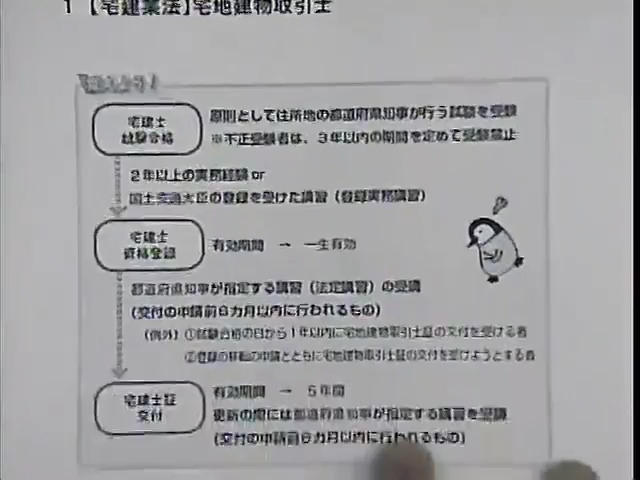 1 【宅建業法】宅地建物取引士
宅建士
試験合格
原則として住所地の都道府県知事が行う試験を受験
※不正受験者は、3年以内の期間を定めて受験禁止
2年以上の実務経験 or
国土交通大臣の登録を受けた講習（登録実務講習）
宅建士
資格登録
有効期間 → 一生有効
都道府県知事が指定する講習（法定講習）の受講
(交付の申請前6カ月以内に行われるもの)
（例外）①試験合格の日から1年以内に宅地建物取引士証の交付を受ける者
②登録の移転の申請とともに宅地建物取引士証の交付を受けようとする者
宅建士証
交付
有効期間 → 5年間
更新の際には都道府県知事が指定する講習を受講
(交付の申請前6カ月以内に行われるもの)